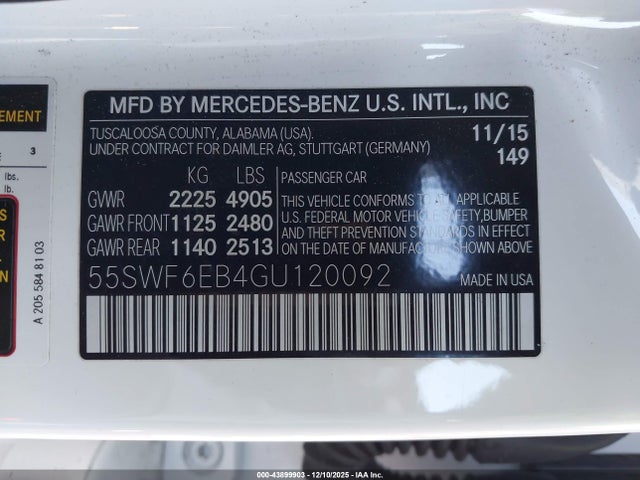 MFD BY MERCEDES-BENZ U.S. INTL., INC
TUSCALOOSA COUNTY, ALABAMA (USA). 11/15
UNDER CONTRACT FOR DAIMLER AG, STUTTGART (GERMANY) 149
KG LBS
GVWR 2225 4905
GAWR FRONT 1125 2480
GAWR REAR 1140 2513
PASSENGER CAR
THIS VEHICLE CONFORMS TO ALL APPLICABLE
U.S. FEDERAL MOTOR VEHICLE SAFETY, BUMPER
AND THEFT PREVENTION STANDARDS IN EFFECT ON
THE DATE OF MANUFACTURE SHOWN ABOVE.
55SWF6EB4GU120092 MADE IN USA
EMENT
E 3
lbs.
lb.
S
A 205 584 81 03
000-43899903 - 12/10/2025 - IAA Inc.